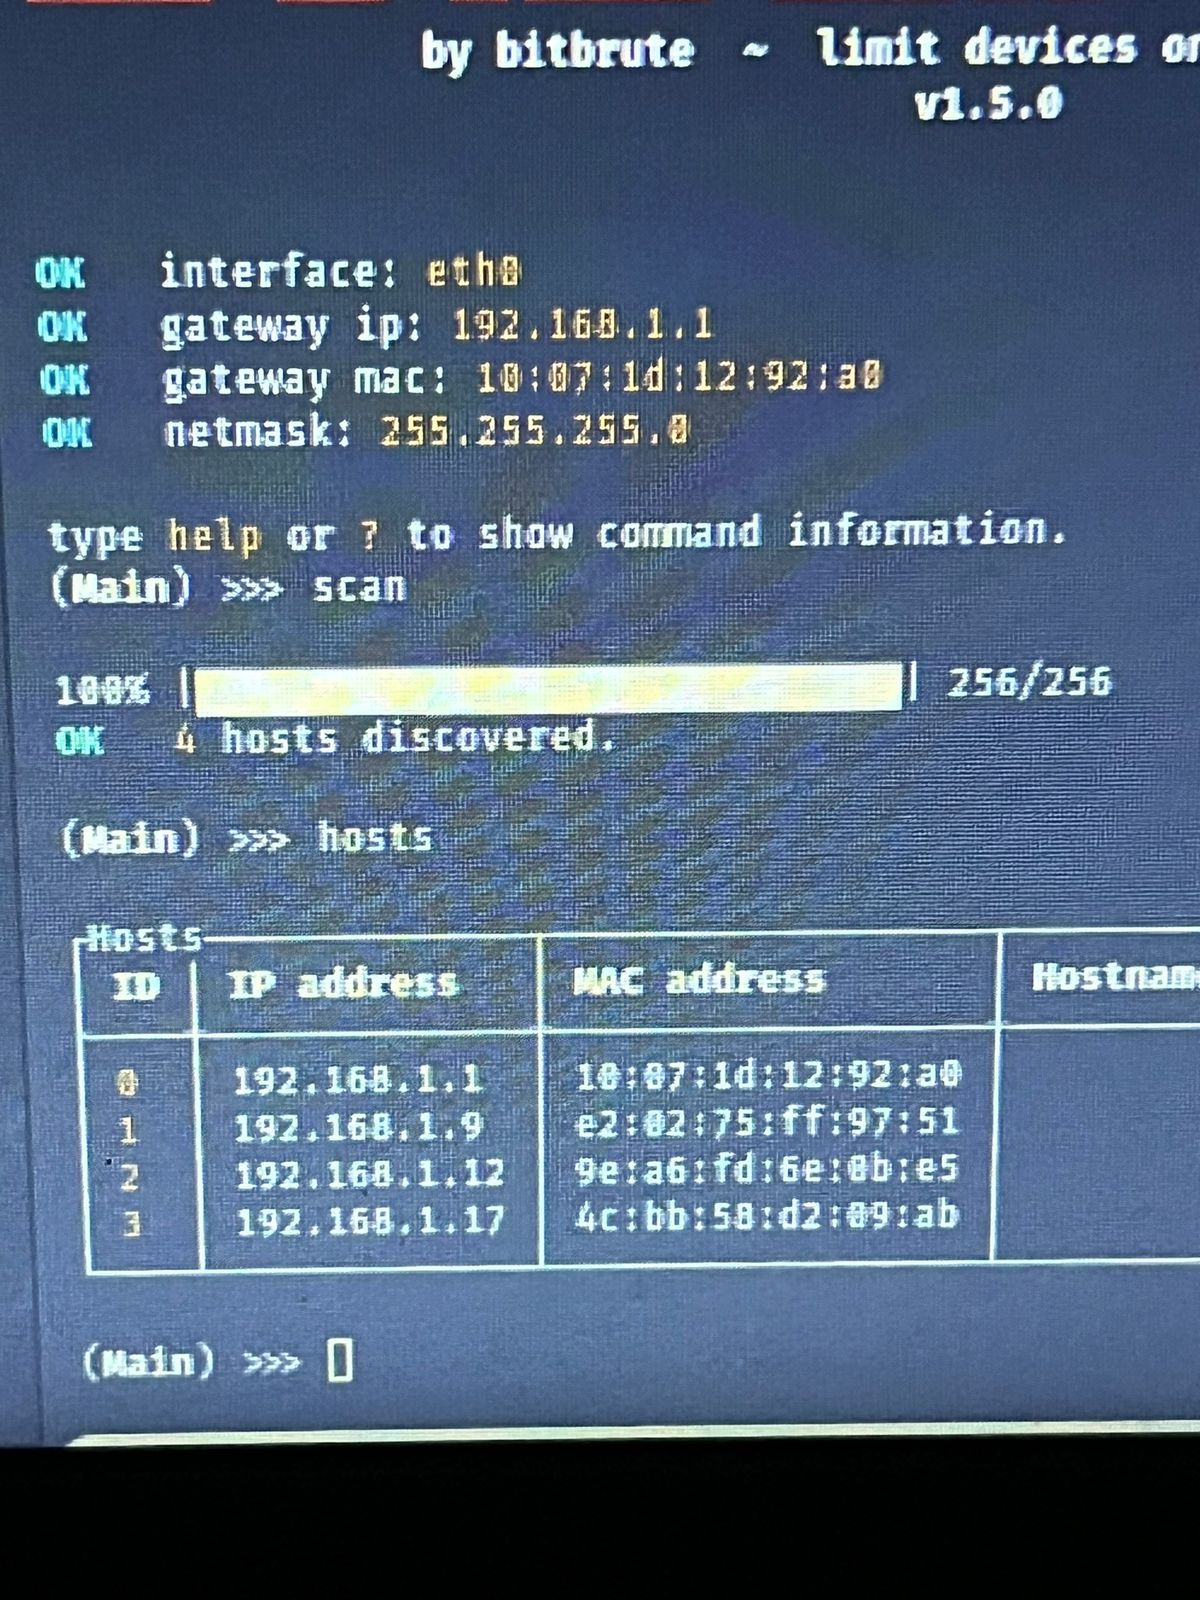 by bitbrute ~ limit devices on
v1.5.0
OK interface: eth0
OK gateway ip: 192.168.1.1
OK gateway mac: 10:07:1d:12:92:a0
OK netmask: 255.255.255.0
type help or ? to show command information.
(Main) >>> scan
100% | | 256/256
OK 4 hosts discovered.
(Main) >>> hosts
Hosts
ID IP address MAC address Hostname
0 192.168.1.1 10:07:1d:12:92:a0
1 192.168.1.9 e2:02:75:ff:97:51
2 192.168.1.12 9e:a6:fd:6e:0b:e5
3 192.168.1.17 4c:bb:58:d2:09:ab
(Main) >>>